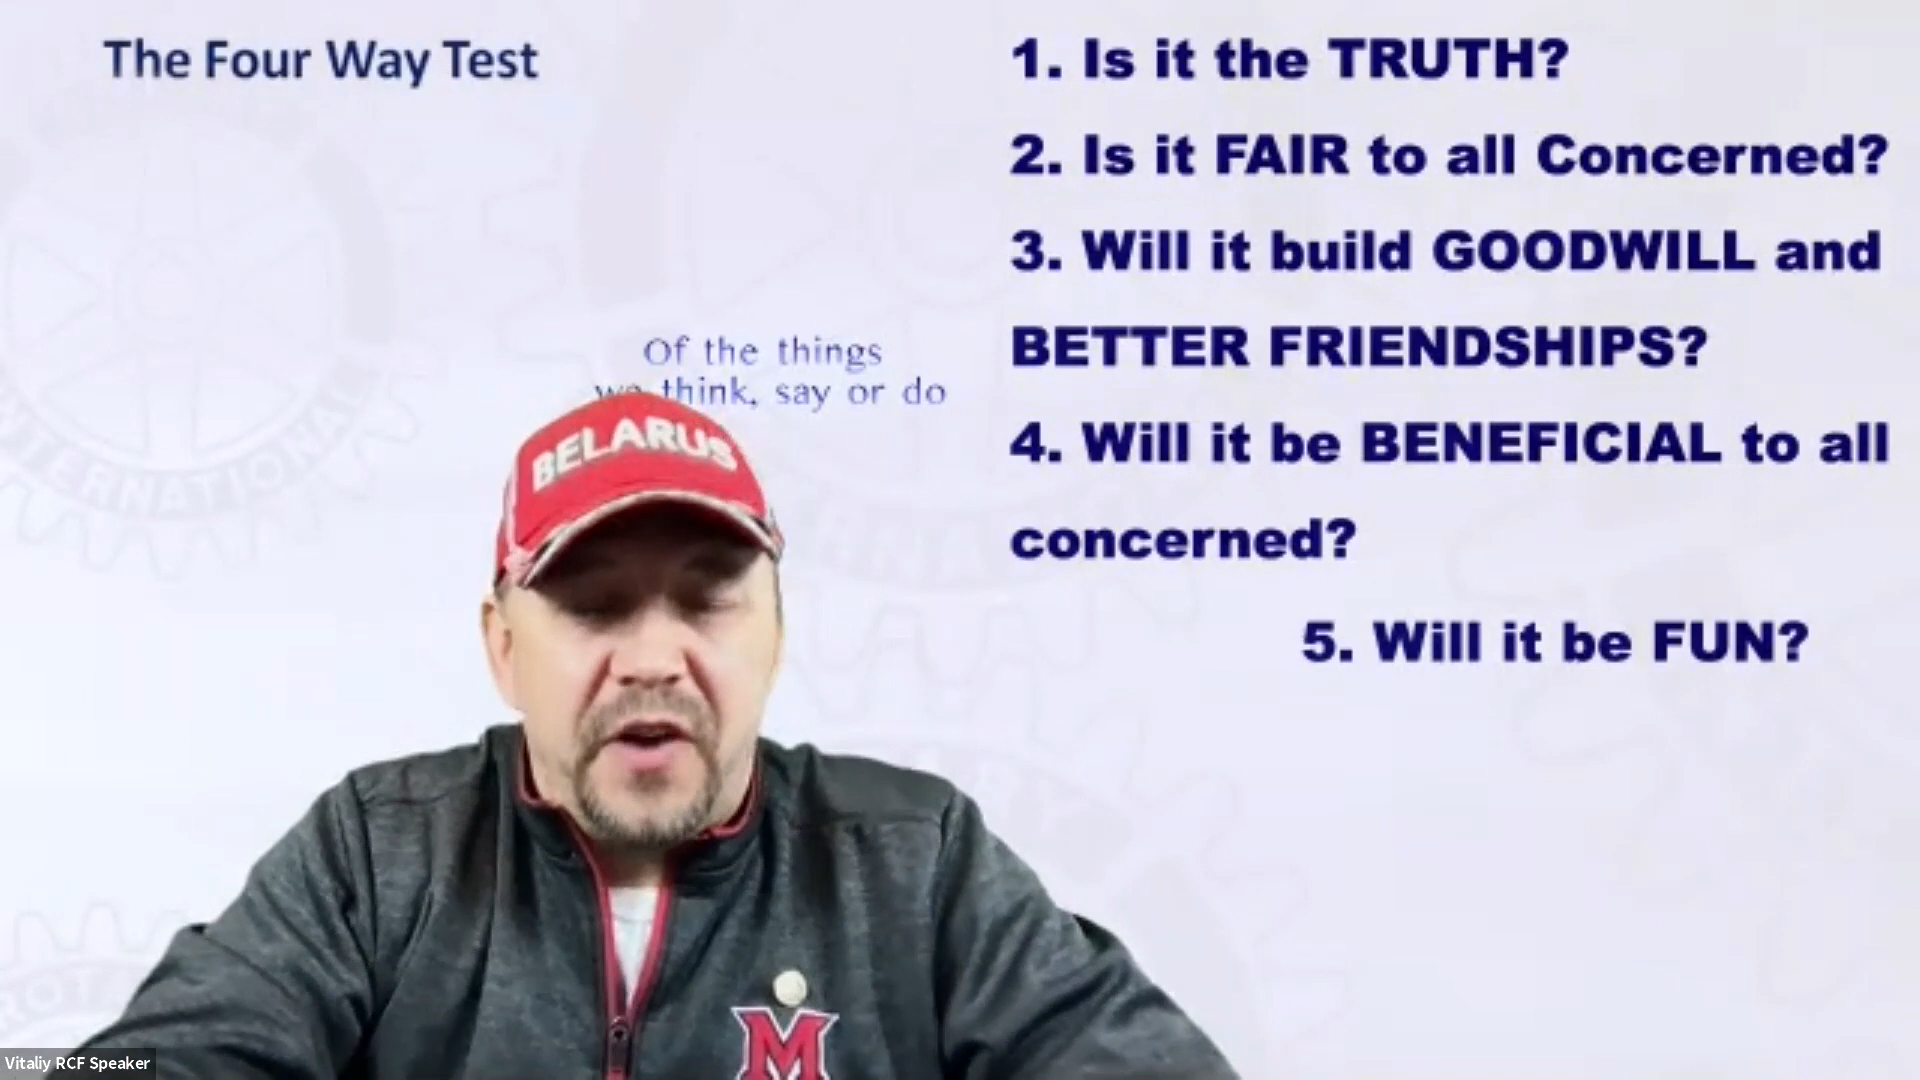 The Four Way Test
Of the things
we think, say or do
1. Is it the TRUTH?
2. Is it FAIR to all Concerned?
3. Will it build GOODWILL and
BETTER FRIENDSHIPS?
4. Will it be BENEFICIAL to all
concerned?
5. Will it be FUN?
INTERNATIONAL
BELARUS
M
Vitaliy RCF Speaker